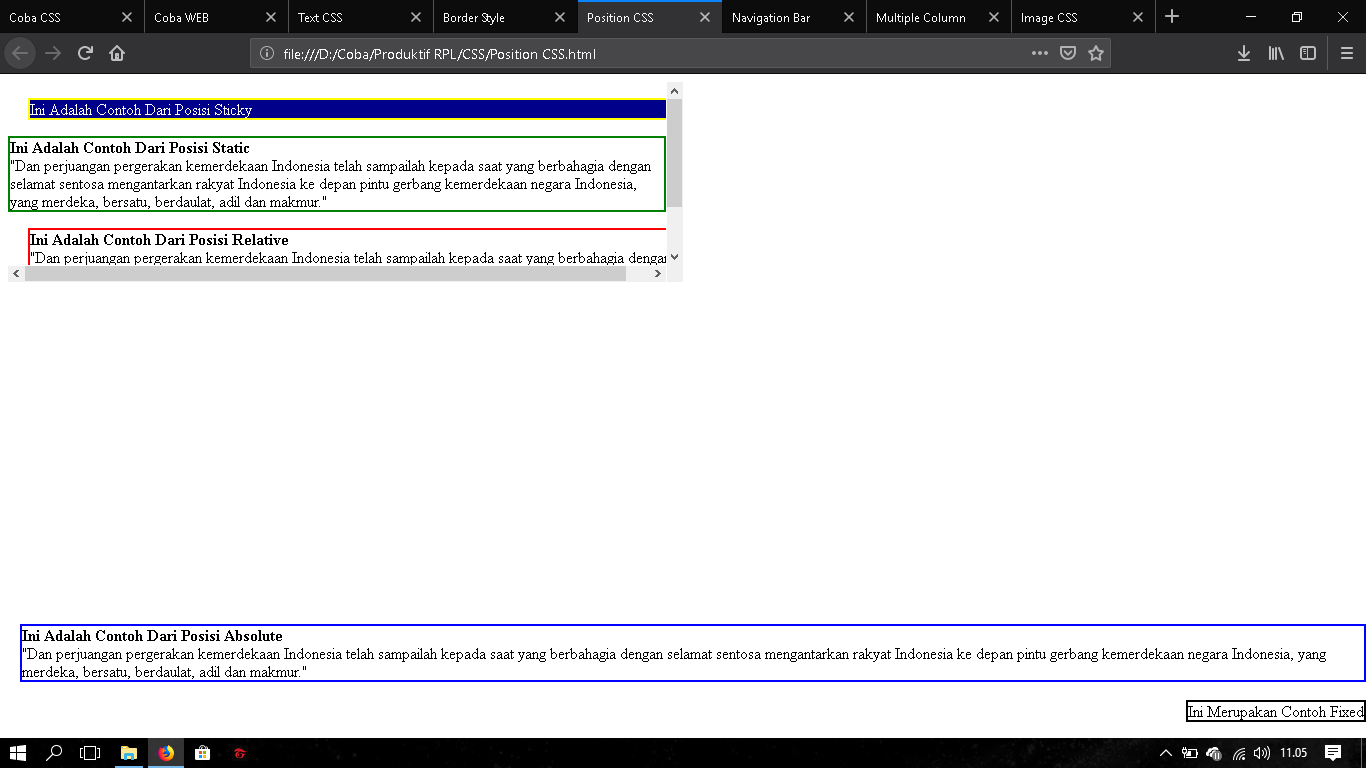 Coba CSS
Coba WEB
Text CSS
Border Style
Position CSS
Navigation Bar
Multiple Column
Image CSS
file:///D:/Coba/Produktif RPL/CSS/Position CSS.html
Ini Adalah Contoh Dari Posisi Sticky
Ini Adalah Contoh Dari Posisi Static
"Dan perjuangan pergerakan kemerdekaan Indonesia telah sampailah kepada saat yang berbahagia dengan
selamat sentosa mengantarkan rakyat Indonesia ke depan pintu gerbang kemerdekaan negara Indonesia,
yang merdeka, bersatu, berdaulat, adil dan makmur."
Ini Adalah Contoh Dari Posisi Relative
"Dan perjuangan pergerakan kemerdekaan Indonesia telah sampailah kepada saat yang berbahagia dengan
Ini Adalah Contoh Dari Posisi Absolute
"Dan perjuangan pergerakan kemerdekaan Indonesia telah sampailah kepada saat yang berbahagia dengan selamat sentosa mengantarkan rakyat Indonesia ke depan pintu gerbang kemerdekaan negara Indonesia, yang
merdeka, bersatu, berdaulat, adil dan makmur."
Ini Merupakan Contoh Fixed
11.05